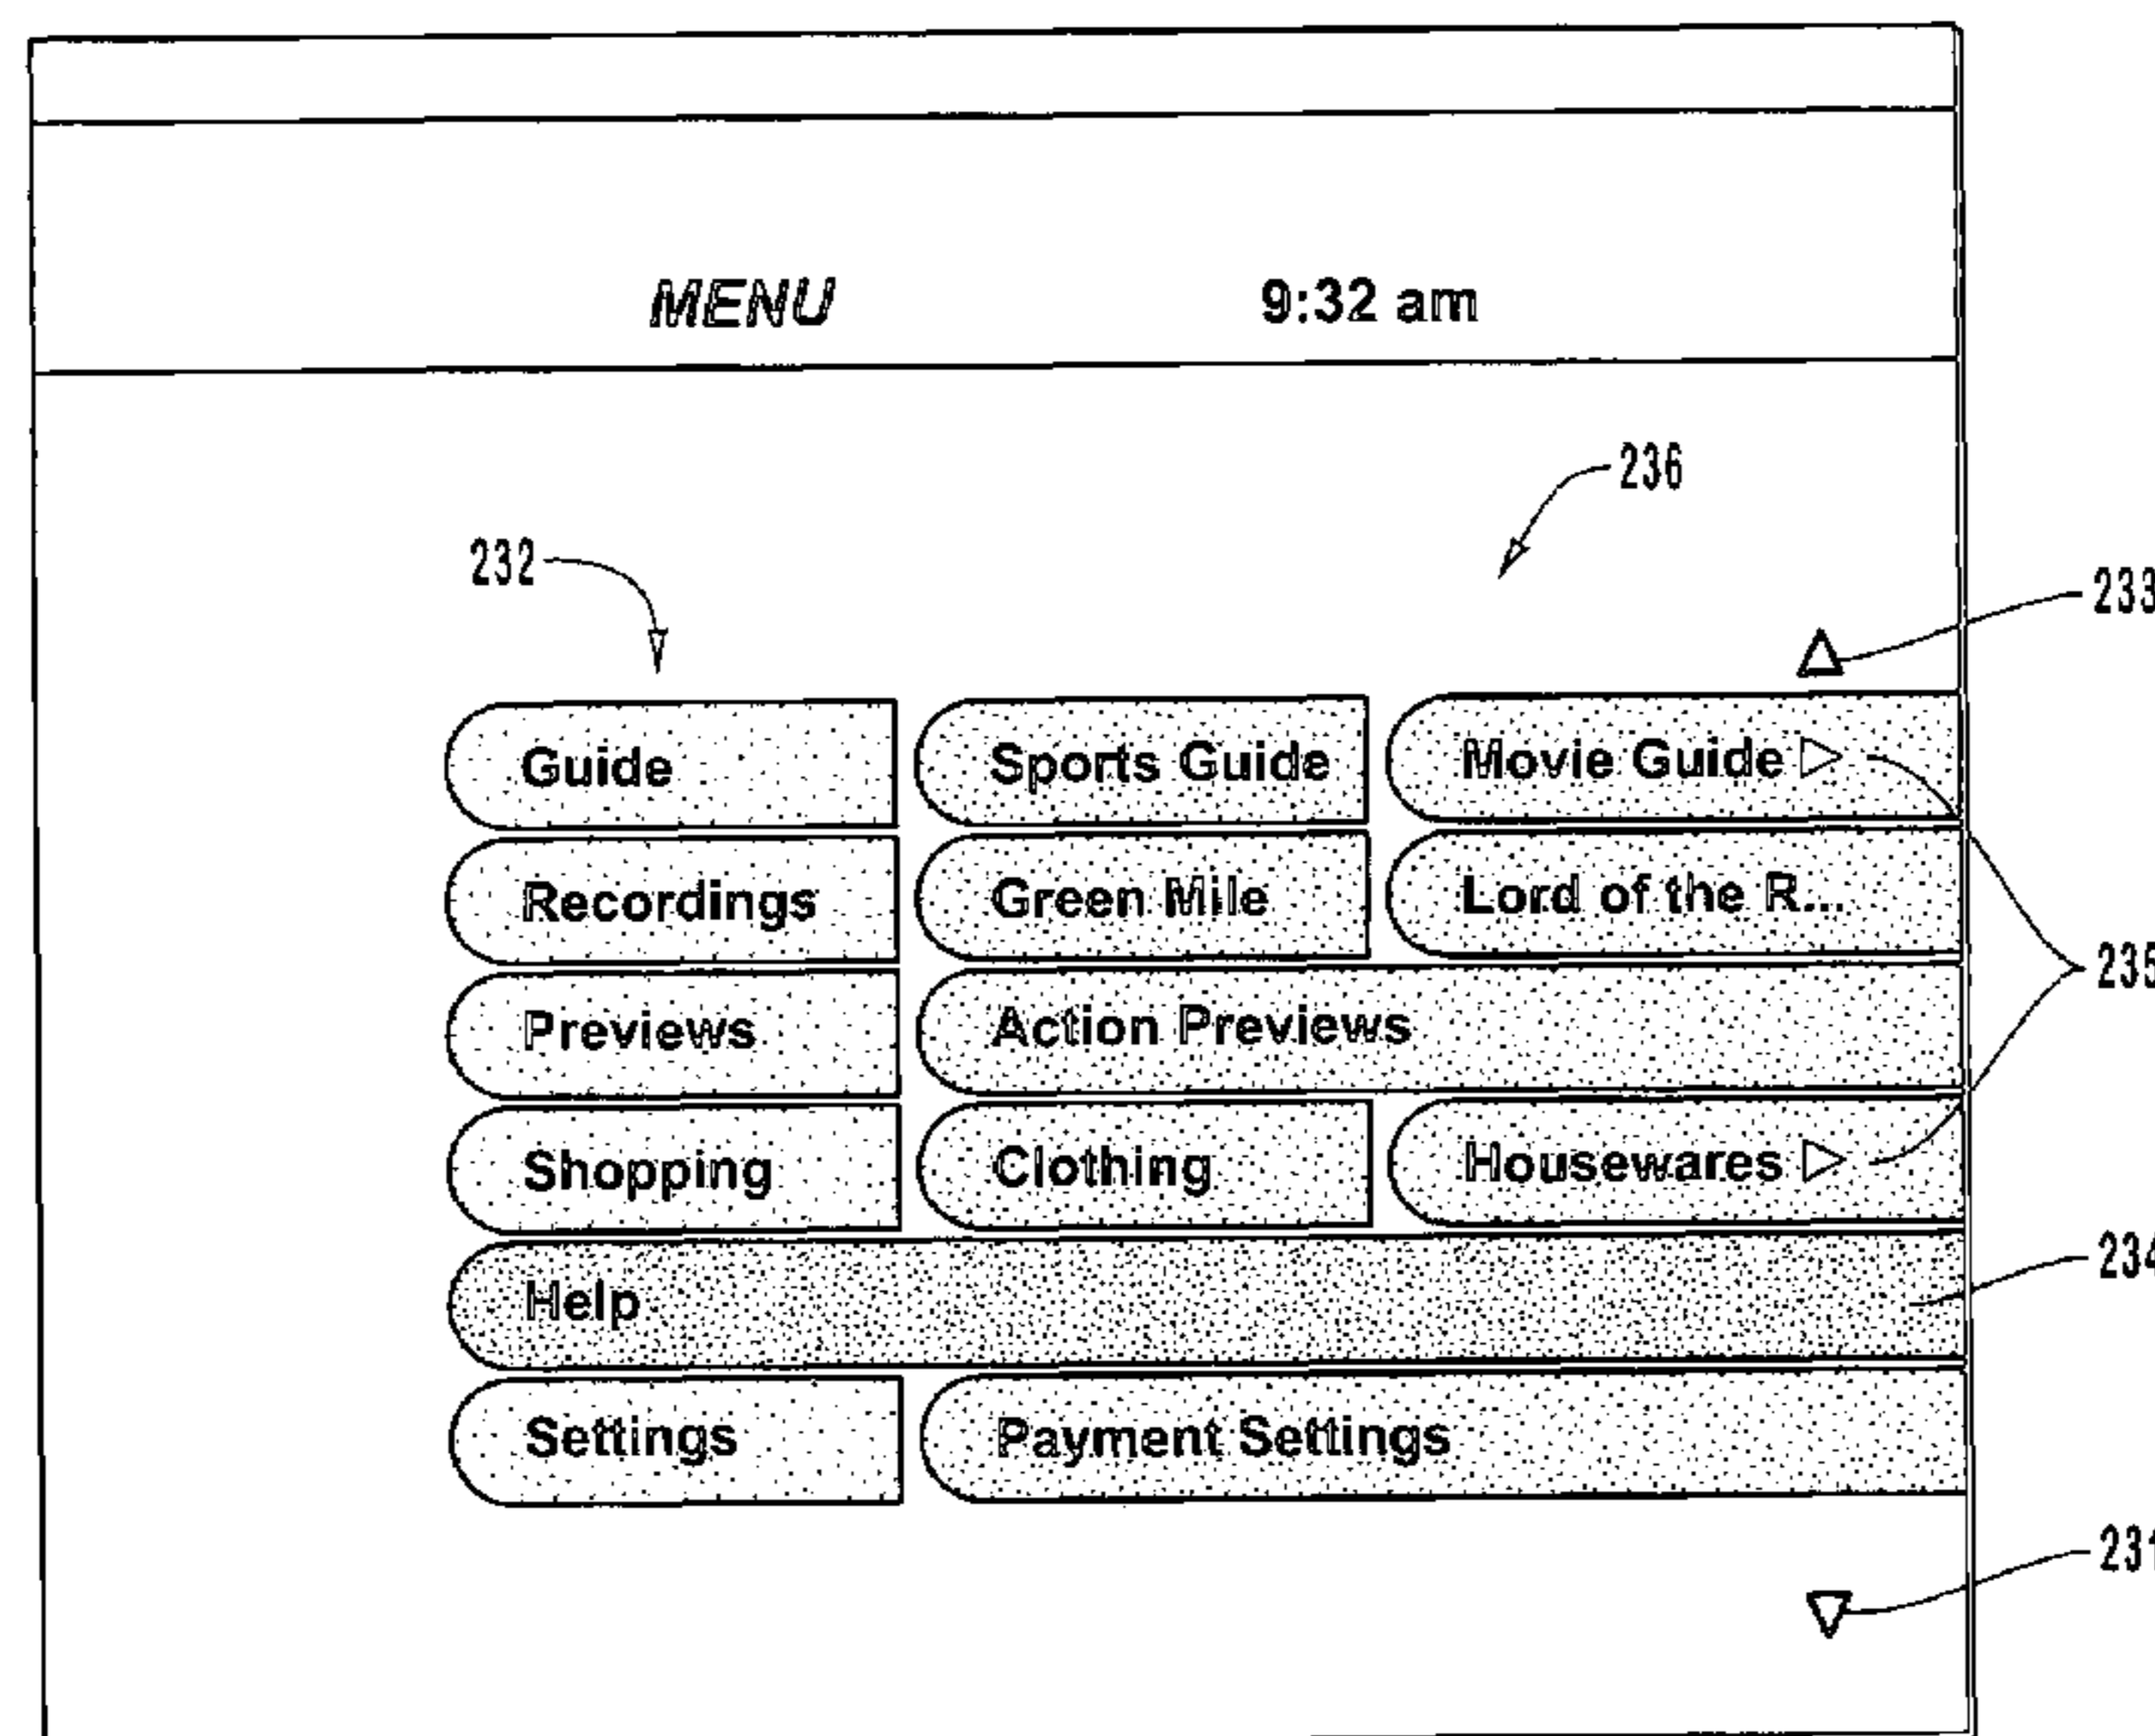 MENU 9:32 am
236
232
233
Guide Sports Guide Movie Guide
Recordings Green Mile Lord of the R...
235
Previews Action Previews
Shopping Clothing Housewares
234
Help
Settings Payment Settings
231